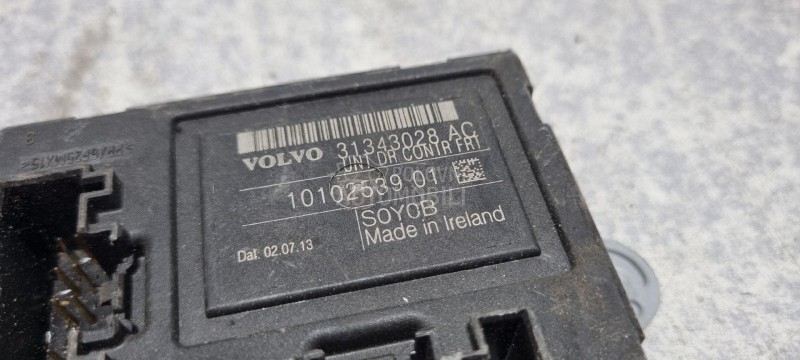 VOLVO 31343028 AC
UNT DR CONTR FRT
10102539 01
SOYOB
Made in Ireland
Dat. 02.07.13